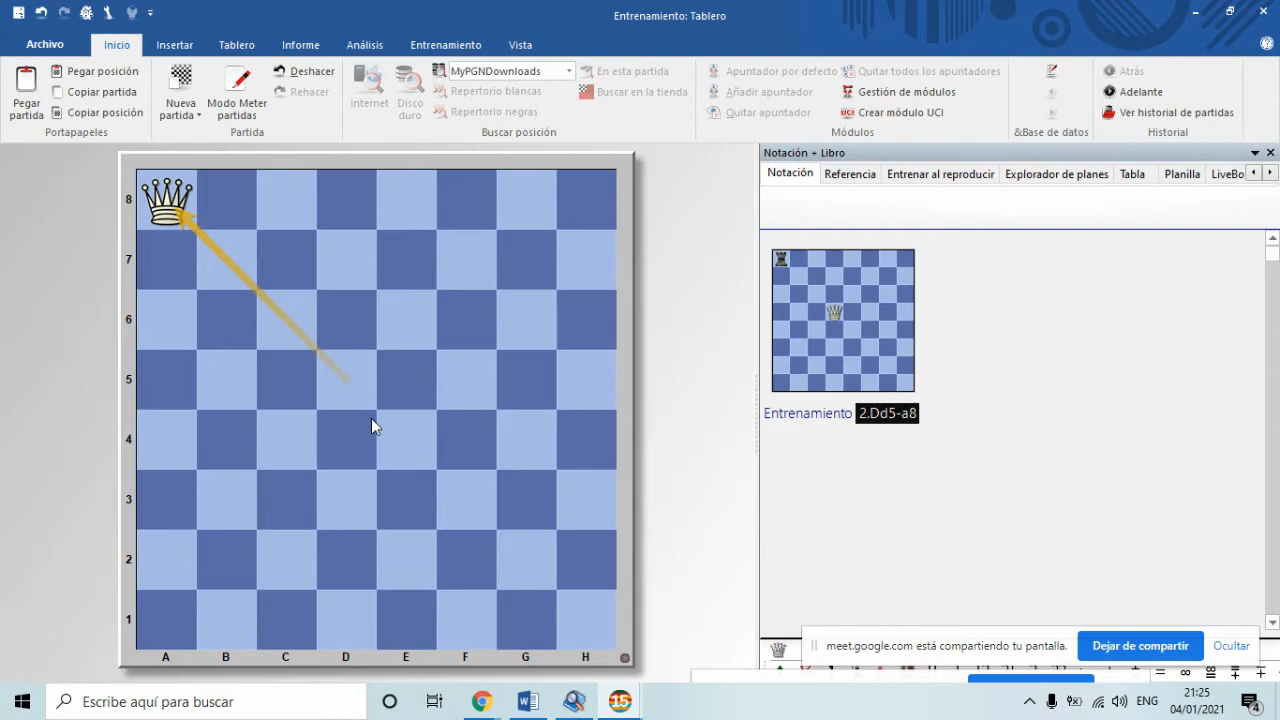 Entrenamiento: Tablero
Archivo Inicio Insertar Tablero Informe Análisis Entrenamiento Vista
Pegar partida
Pegar posición
Copiar partida
Copiar posición
Portapapeles
Nueva partida
Modo Meter partidas
Deshacer
Rehacer
Partida
Internet
Disco duro
MyPGNDownloads
Repertorio blancas
Repertorio negras
En esta partida
Buscar en la tienda
Buscar posición
Apuntador por defecto
Añadir apuntador
Quitar apuntador
Quitar todos los apuntadores
Gestión de módulos
UCI Crear módulo UCI
Módulos
&Base de datos
Atrás
Adelante
Ver historial de partidas
Historial
Notación + Libro
Notación Referencia Entrenar al reproducir Explorador de planes Tabla Planilla LiveBo
8
7
6
5
4
3
2
1
A B C D E F G H
Entrenamiento 2.Dd5-a8
meet.google.com está compartiendo tu pantalla. Dejar de compartir Ocultar
Escribe aquí para buscar
15
ENG
21:25
04/01/2021
4